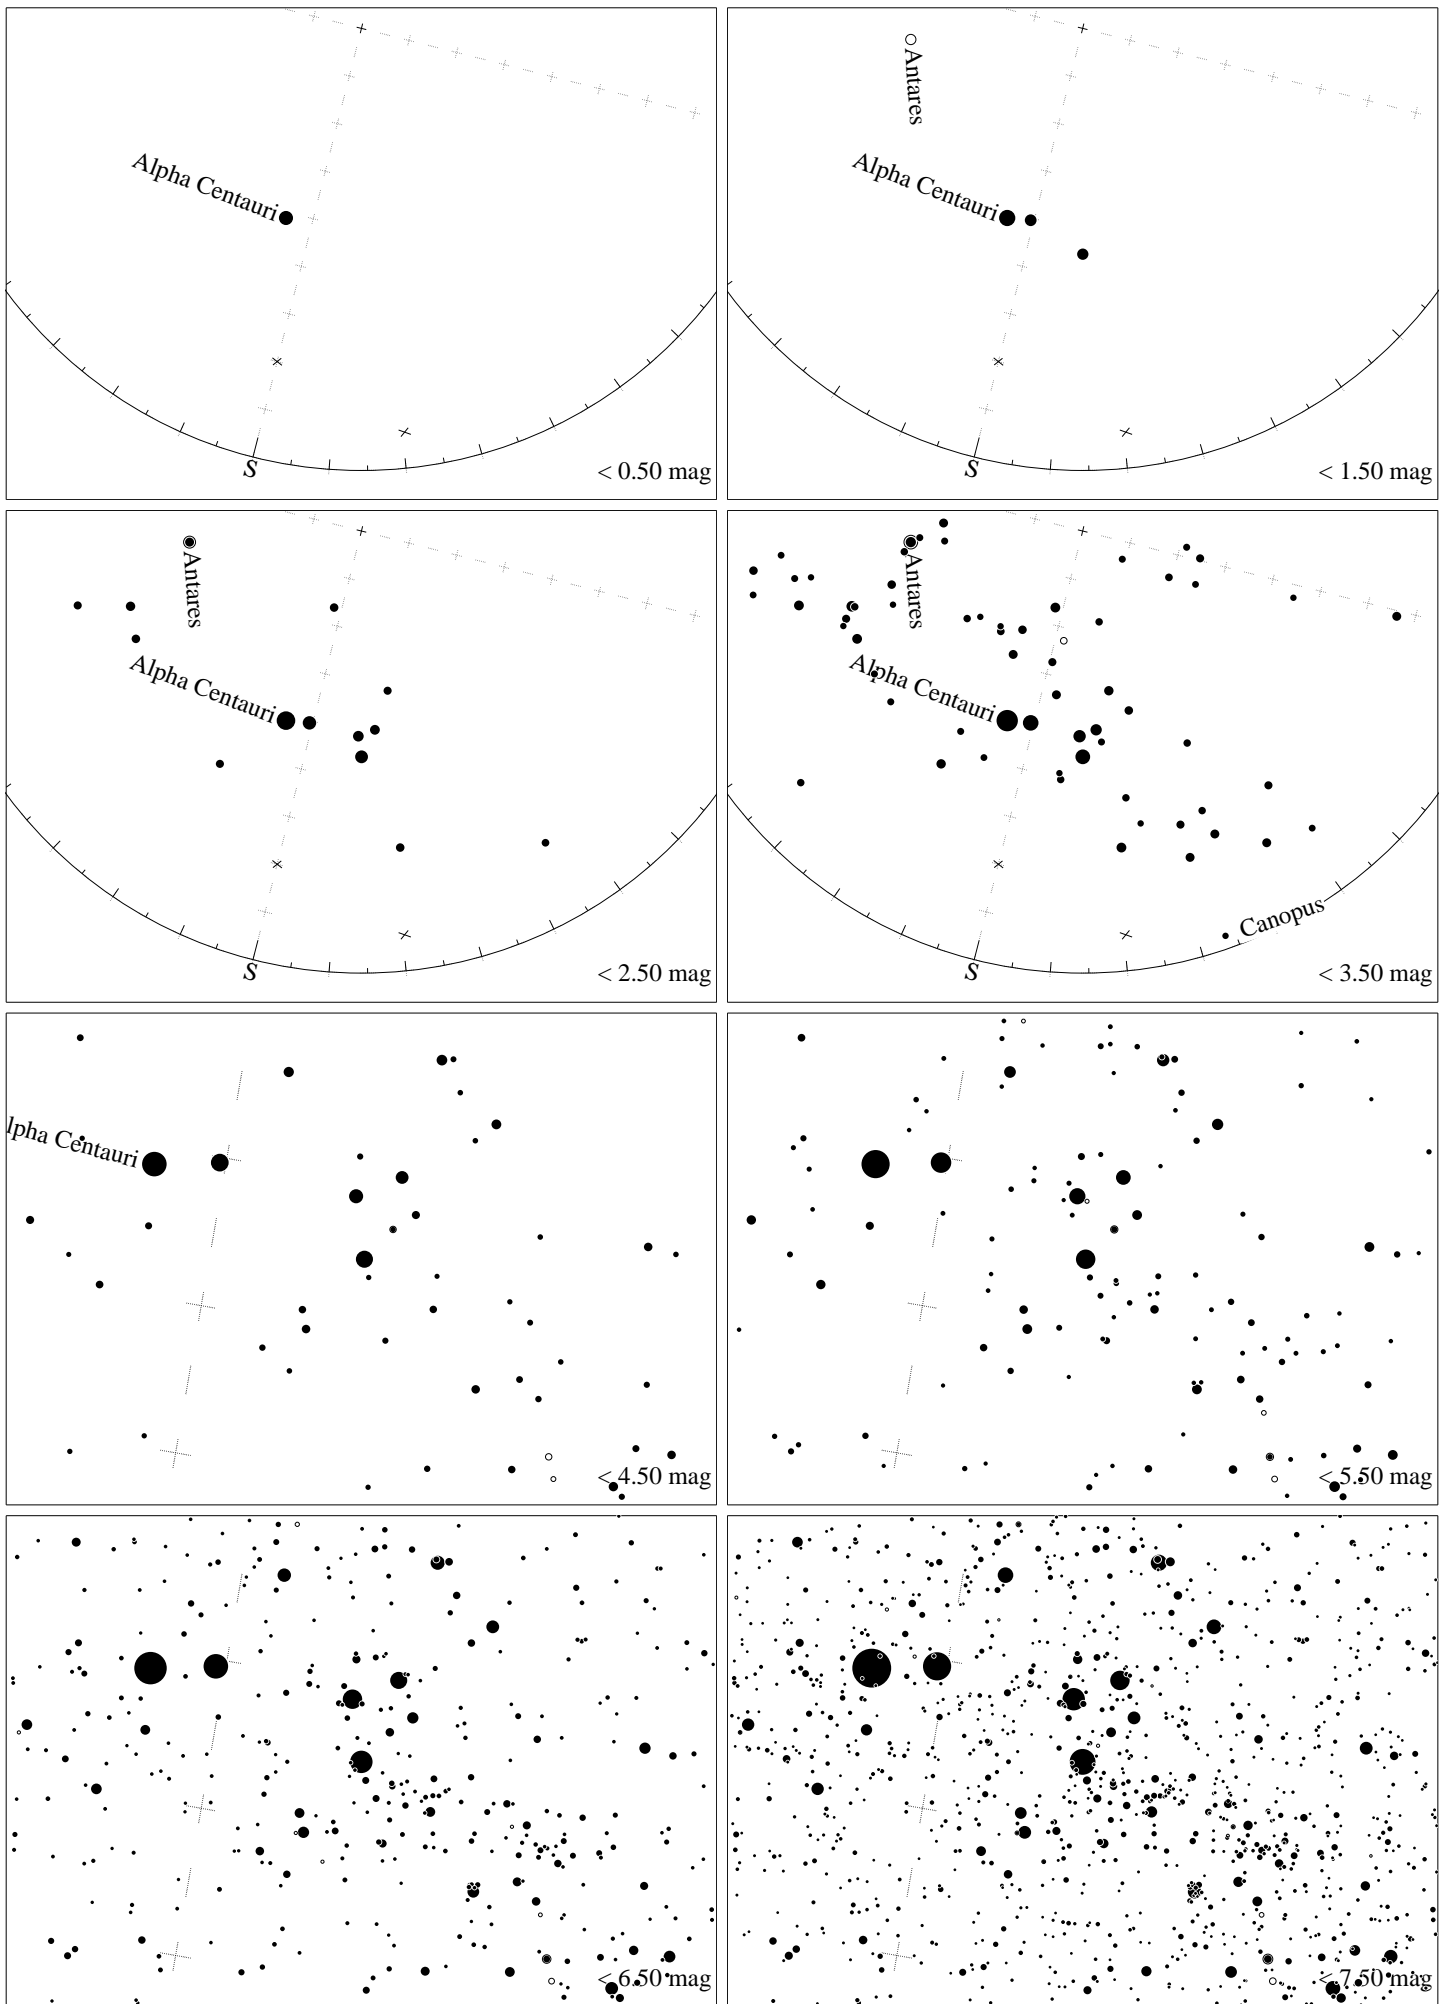 Alpha Centauri
S
< 0.50 mag
Antares
Alpha Centauri
S
< 1.50 mag
Antares
Alpha Centauri
S
< 2.50 mag
Antares
Alpha Centauri
Canopus
S
< 3.50 mag
lpha Centauri
< 4.50 mag
< 5.50 mag
< 6.50 mag
< 7.50 mag